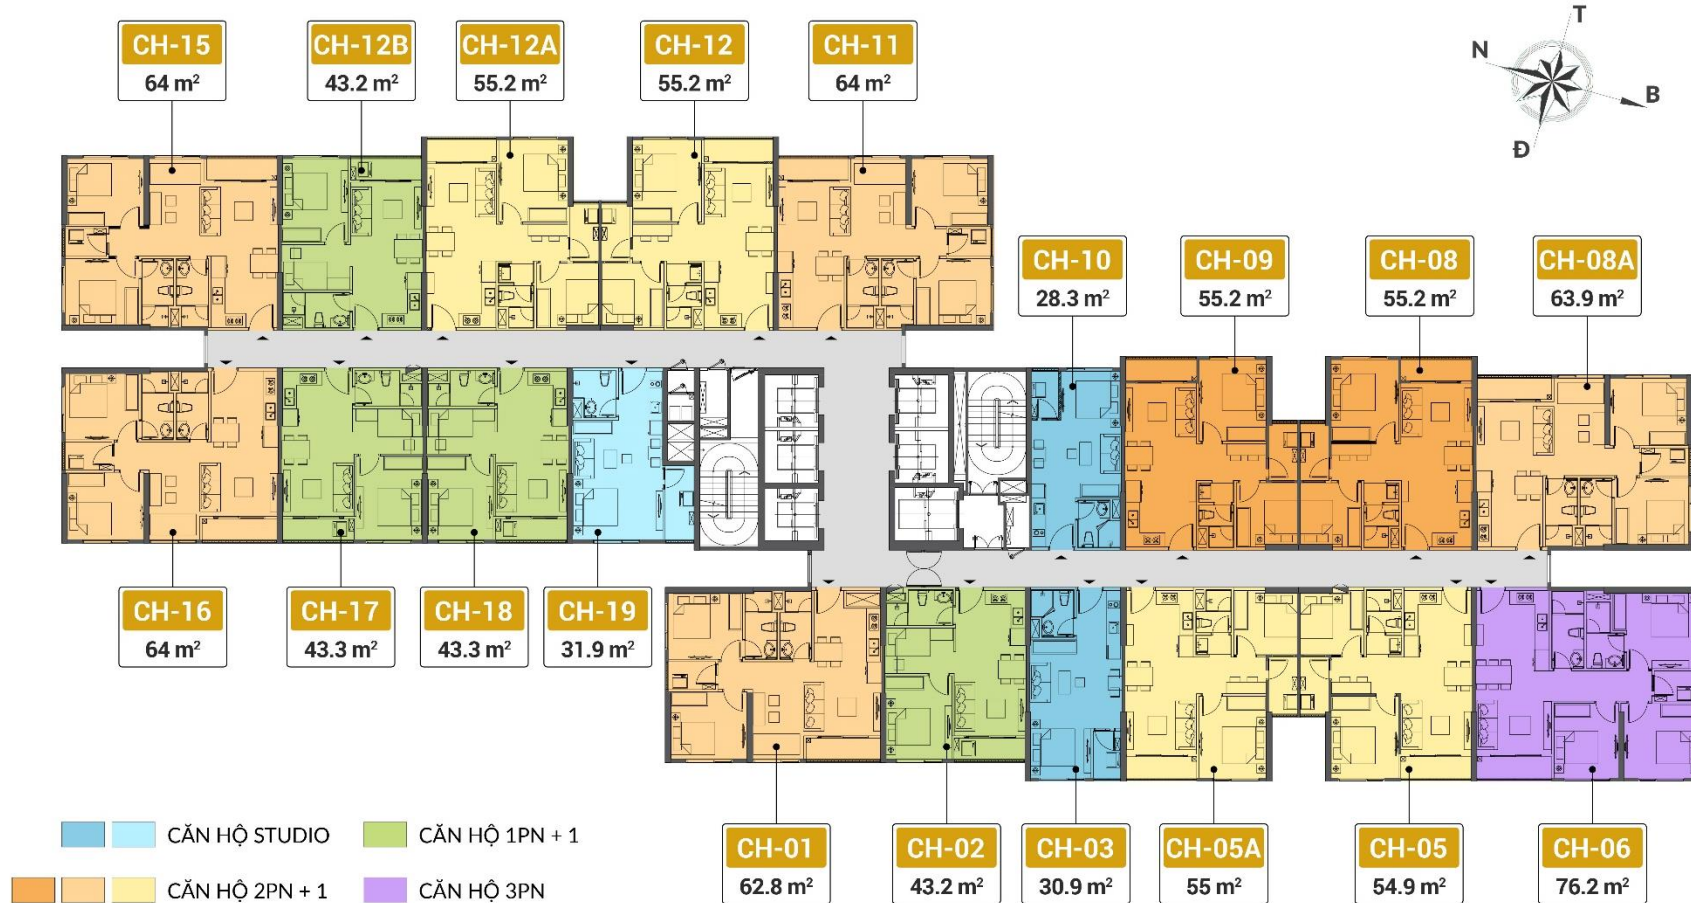 T
N
B
Đ
CH-15
64 m²
CH-12B
43.2 m²
CH-12A
55.2 m²
CH-12
55.2 m²
CH-11
64 m²
CH-10
28.3 m²
CH-09
55.2 m²
CH-08
55.2 m²
CH-08A
63.9 m²
CH-16
64 m²
CH-17
43.3 m²
CH-18
43.3 m²
CH-19
31.9 m²
CH-01
62.8 m²
CH-02
43.2 m²
CH-03
30.9 m²
CH-05A
55 m²
CH-05
54.9 m²
CH-06
76.2 m²
CĂN HỘ STUDIO
CĂN HỘ 1PN + 1
CĂN HỘ 2PN + 1
CĂN HỘ 3PN